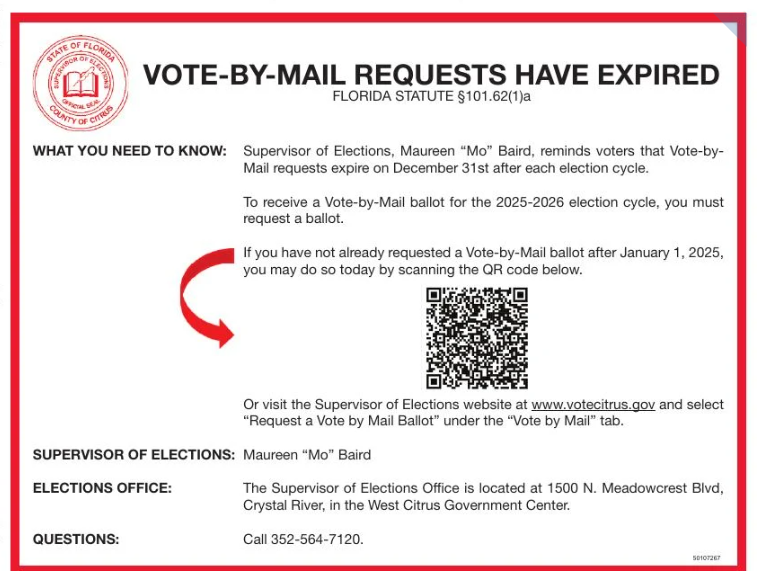 STATE OF FLORIDA
SUPERVISOR OF ELECTIONS
OFFICIAL SEAL
COUNTY OF CITRUS
VOTE-BY-MAIL REQUESTS HAVE EXPIRED
FLORIDA STATUTE §101.62(1)a
WHAT YOU NEED TO KNOW: Supervisor of Elections, Maureen “Mo” Baird, reminds voters that Vote-by-
Mail requests expire on December 31st after each election cycle.
To receive a Vote-by-Mail ballot for the 2025-2026 election cycle, you must
request a ballot.
If you have not already requested a Vote-by-Mail ballot after January 1, 2025,
you may do so today by scanning the QR code below.
Or visit the Supervisor of Elections website at www.votecitrus.gov and select
“Request a Vote by Mail Ballot” under the “Vote by Mail” tab.
SUPERVISOR OF ELECTIONS: Maureen “Mo” Baird
ELECTIONS OFFICE: The Supervisor of Elections Office is located at 1500 N. Meadowcrest Blvd,
Crystal River, in the West Citrus Government Center.
QUESTIONS: Call 352-564-7120.
50107267